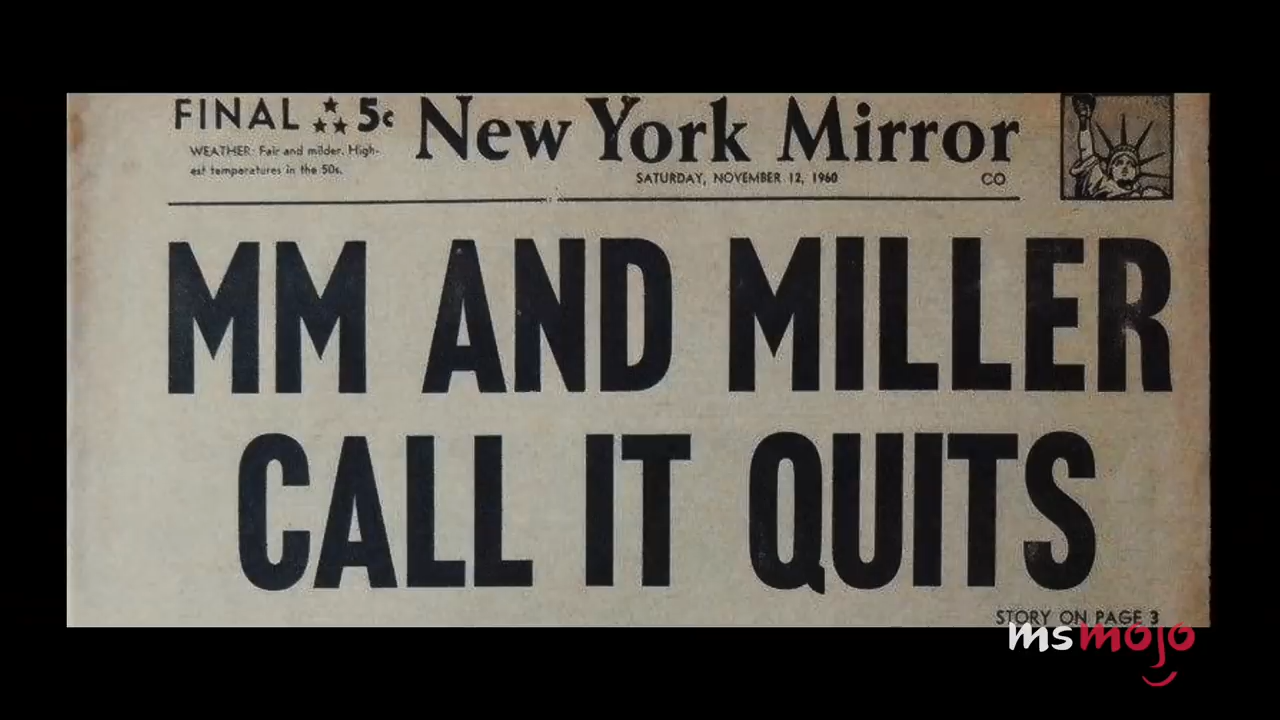 FINAL 5¢ New York Mirror
WEATHER: Fair and milder. High-
est temperatures in the 50s.
SATURDAY, NOVEMBER 12, 1960
CO
MM AND MILLER
CALL IT QUITS
STORY ON PAGE 3
msmojo